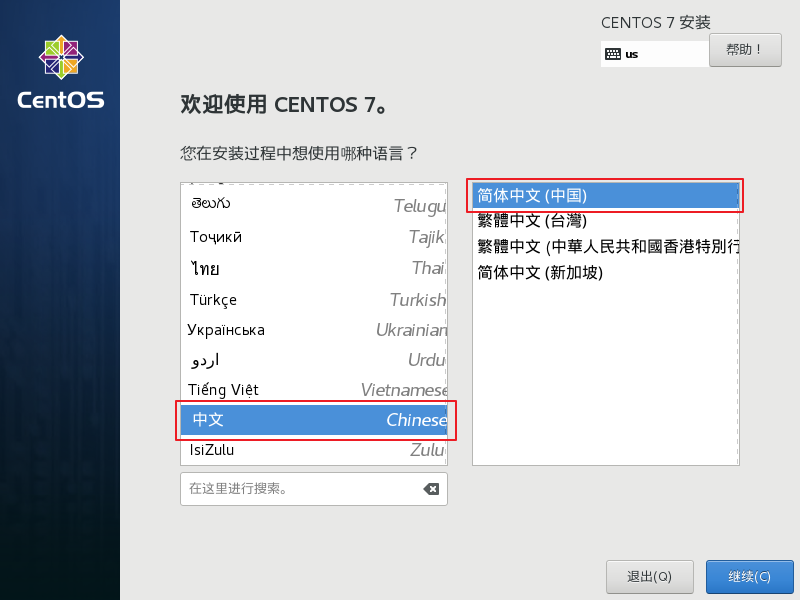 CentOS
CENTOS 7 安装
us
帮助！
欢迎使用 CENTOS 7。
您在安装过程中想使用哪种语言？
తెలుగు Telugu
Тоҷикӣ Tajik
ไทย Thai
Türkçe Turkish
Українська Ukrainian
اردو Urdu
Tiếng Việt Vietnamese
中文 Chinese
IsiZulu Zulu
在这里进行搜索。
简体中文 (中国)
繁體中文 (台灣)
繁體中文 (中華人民共和國香港特別行
简体中文 (新加坡)
退出(Q)
继续(C)